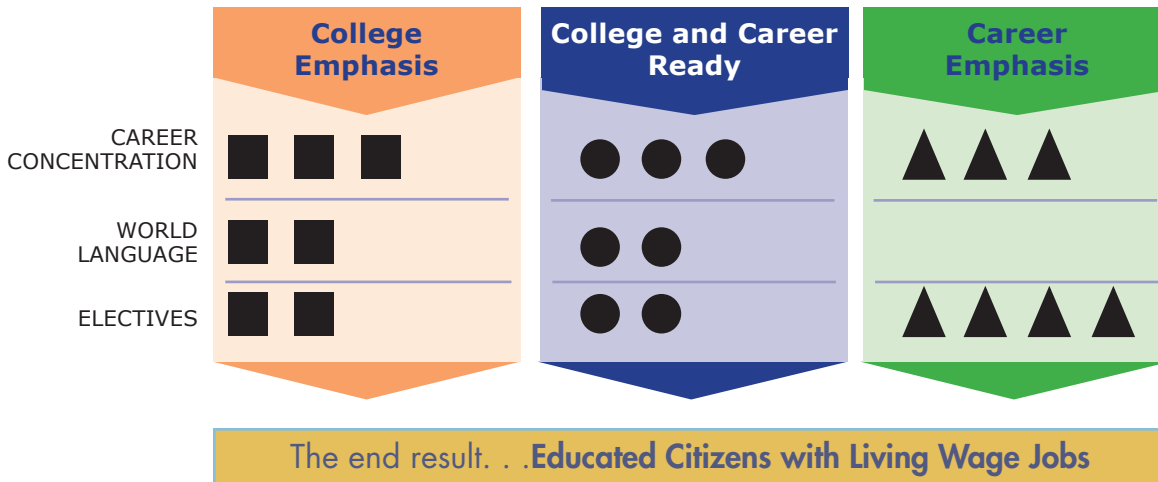 College
Emphasis
College and Career
Ready
Career
Emphasis
CAREER
CONCENTRATION
WORLD
LANGUAGE
ELECTIVES
The end result. . .Educated Citizens with Living Wage Jobs